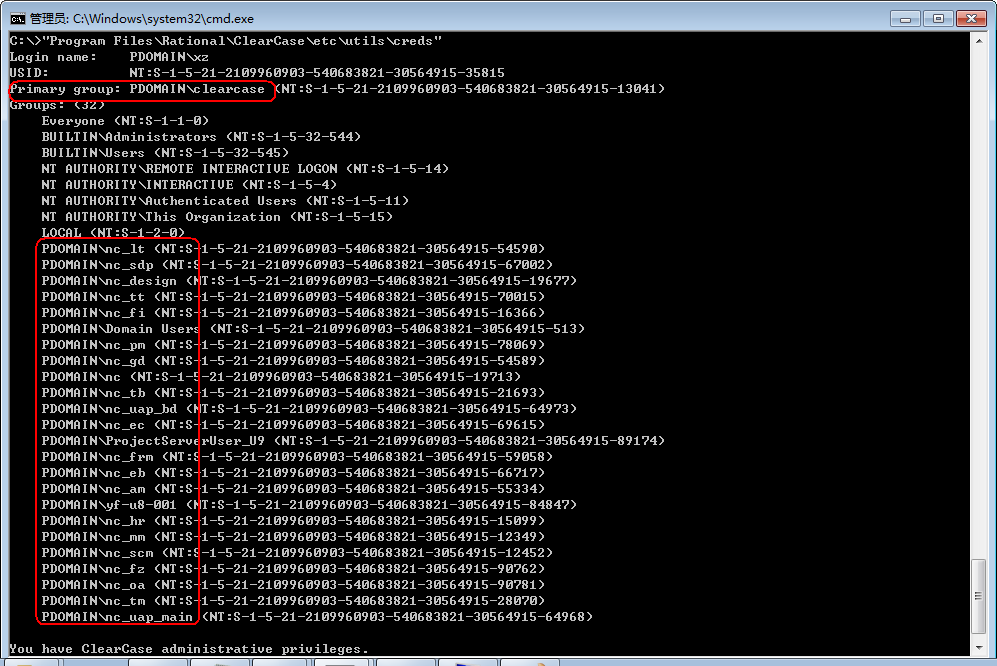 管理员: C:\Windows\system32\cmd.exe
C:\>"Program Files\Rational\ClearCase\etc\utils\creds"
Login name:    PDOMAIN\xz
USID:          NT:S-1-5-21-2109960903-540683821-30564915-35815
Primary group: PDOMAIN\clearcase (NT:S-1-5-21-2109960903-540683821-30564915-13041)
Groups: (32)
    Everyone (NT:S-1-1-0)
    BUILTIN\Administrators (NT:S-1-5-32-544)
    BUILTIN\Users (NT:S-1-5-32-545)
    NT AUTHORITY\REMOTE INTERACTIVE LOGON (NT:S-1-5-14)
    NT AUTHORITY\INTERACTIVE (NT:S-1-5-4)
    NT AUTHORITY\Authenticated Users (NT:S-1-5-11)
    NT AUTHORITY\This Organization (NT:S-1-5-15)
    LOCAL (NT:S-1-2-0)
    PDOMAIN\nc_lt (NT:S-1-5-21-2109960903-540683821-30564915-54590)
    PDOMAIN\nc_sdp (NT:S-1-5-21-2109960903-540683821-30564915-67002)
    PDOMAIN\nc_design (NT:S-1-5-21-2109960903-540683821-30564915-19677)
    PDOMAIN\nc_tt (NT:S-1-5-21-2109960903-540683821-30564915-70015)
    PDOMAIN\nc_fi (NT:S-1-5-21-2109960903-540683821-30564915-16366)
    PDOMAIN\Domain Users (NT:S-1-5-21-2109960903-540683821-30564915-513)
    PDOMAIN\nc_pm (NT:S-1-5-21-2109960903-540683821-30564915-78069)
    PDOMAIN\nc_gd (NT:S-1-5-21-2109960903-540683821-30564915-54589)
    PDOMAIN\nc (NT:S-1-5-21-2109960903-540683821-30564915-19713)
    PDOMAIN\nc_tb (NT:S-1-5-21-2109960903-540683821-30564915-21693)
    PDOMAIN\nc_uap_bd (NT:S-1-5-21-2109960903-540683821-30564915-64973)
    PDOMAIN\nc_ec (NT:S-1-5-21-2109960903-540683821-30564915-69615)
    PDOMAIN\ProjectServerUser_U9 (NT:S-1-5-21-2109960903-540683821-30564915-89174)
    PDOMAIN\nc_frm (NT:S-1-5-21-2109960903-540683821-30564915-59058)
    PDOMAIN\nc_eb (NT:S-1-5-21-2109960903-540683821-30564915-66717)
    PDOMAIN\nc_am (NT:S-1-5-21-2109960903-540683821-30564915-55334)
    PDOMAIN\yf-u8-001 (NT:S-1-5-21-2109960903-540683821-30564915-84847)
    PDOMAIN\nc_hr (NT:S-1-5-21-2109960903-540683821-30564915-15099)
    PDOMAIN\nc_mm (NT:S-1-5-21-2109960903-540683821-30564915-12349)
    PDOMAIN\nc_scm (NT:S-1-5-21-2109960903-540683821-30564915-12452)
    PDOMAIN\nc_fz (NT:S-1-5-21-2109960903-540683821-30564915-90762)
    PDOMAIN\nc_oa (NT:S-1-5-21-2109960903-540683821-30564915-90781)
    PDOMAIN\nc_tm (NT:S-1-5-21-2109960903-540683821-30564915-28070)
    PDOMAIN\nc_uap_main (NT:S-1-5-21-2109960903-540683821-30564915-64968)
You have ClearCase administrative privileges.